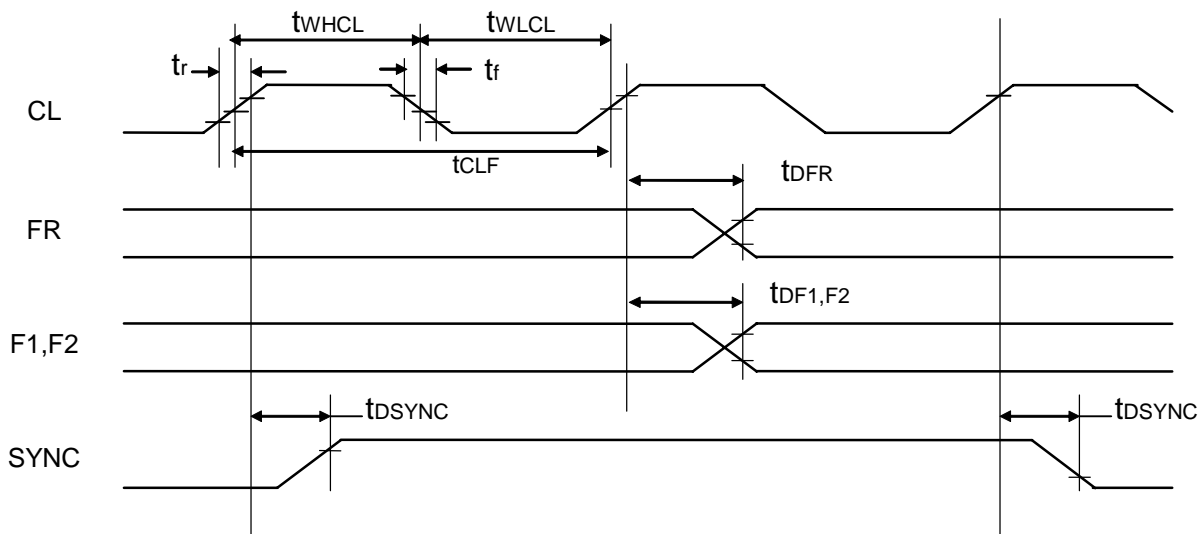 tWHCL tWLCL
tr tf
CL
tCLF
tDFR
FR
tDF1,F2
F1,F2
tDSYNC tDSYNC
SYNC